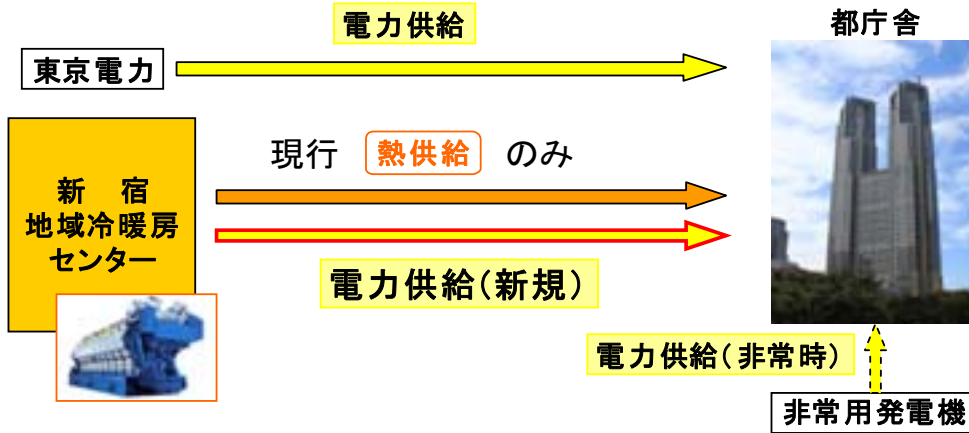 電力供給
都庁舎
東京電力
現行 熱供給 のみ
新 宿
地域冷暖房
センター
電力供給(新規)
電力供給(非常時)
非常用発電機